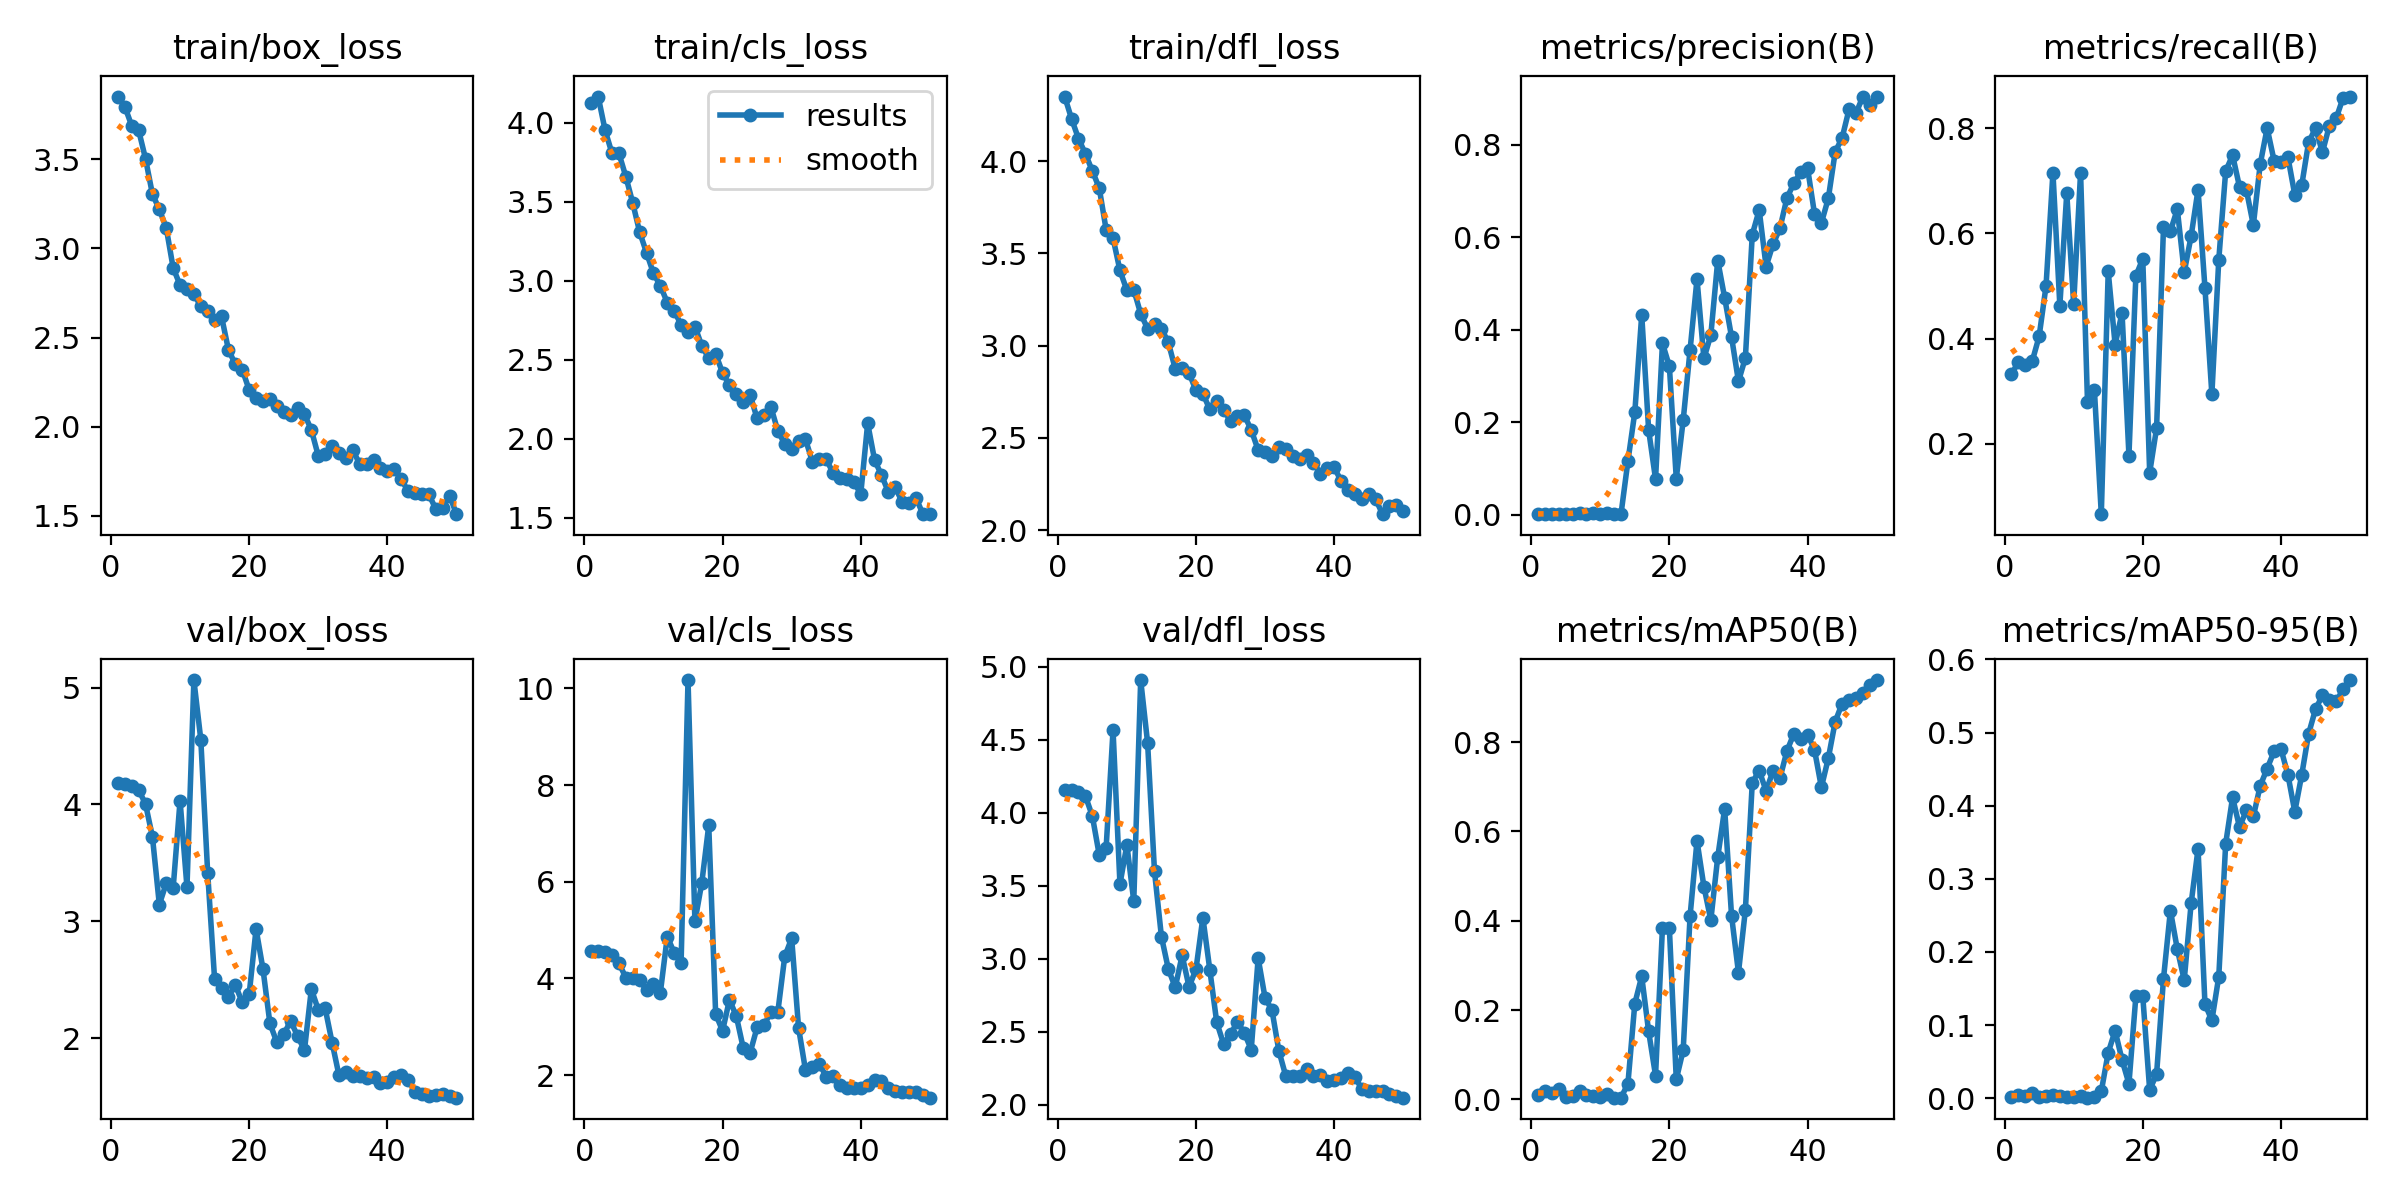 train/box_loss
3.5
3.0
2.5
2.0
1.5
0 20 40
train/cls_loss
results
smooth
4.0
3.5
3.0
2.5
2.0
1.5
0 20 40
train/dfl_loss
4.0
3.5
3.0
2.5
2.0
0 20 40
metrics/precision(B)
0.8
0.6
0.4
0.2
0.0
0 20 40
metrics/recall(B)
0.8
0.6
0.4
0.2
0 20 40
val/box_loss
5
4
3
2
0 20 40
val/cls_loss
10
8
6
4
2
0 20 40
val/dfl_loss
5.0
4.5
4.0
3.5
3.0
2.5
2.0
0 20 40
metrics/mAP50(B)
0.8
0.6
0.4
0.2
0.0
0 20 40
metrics/mAP50-95(B)
0.6
0.5
0.4
0.3
0.2
0.1
0.0
0 20 40